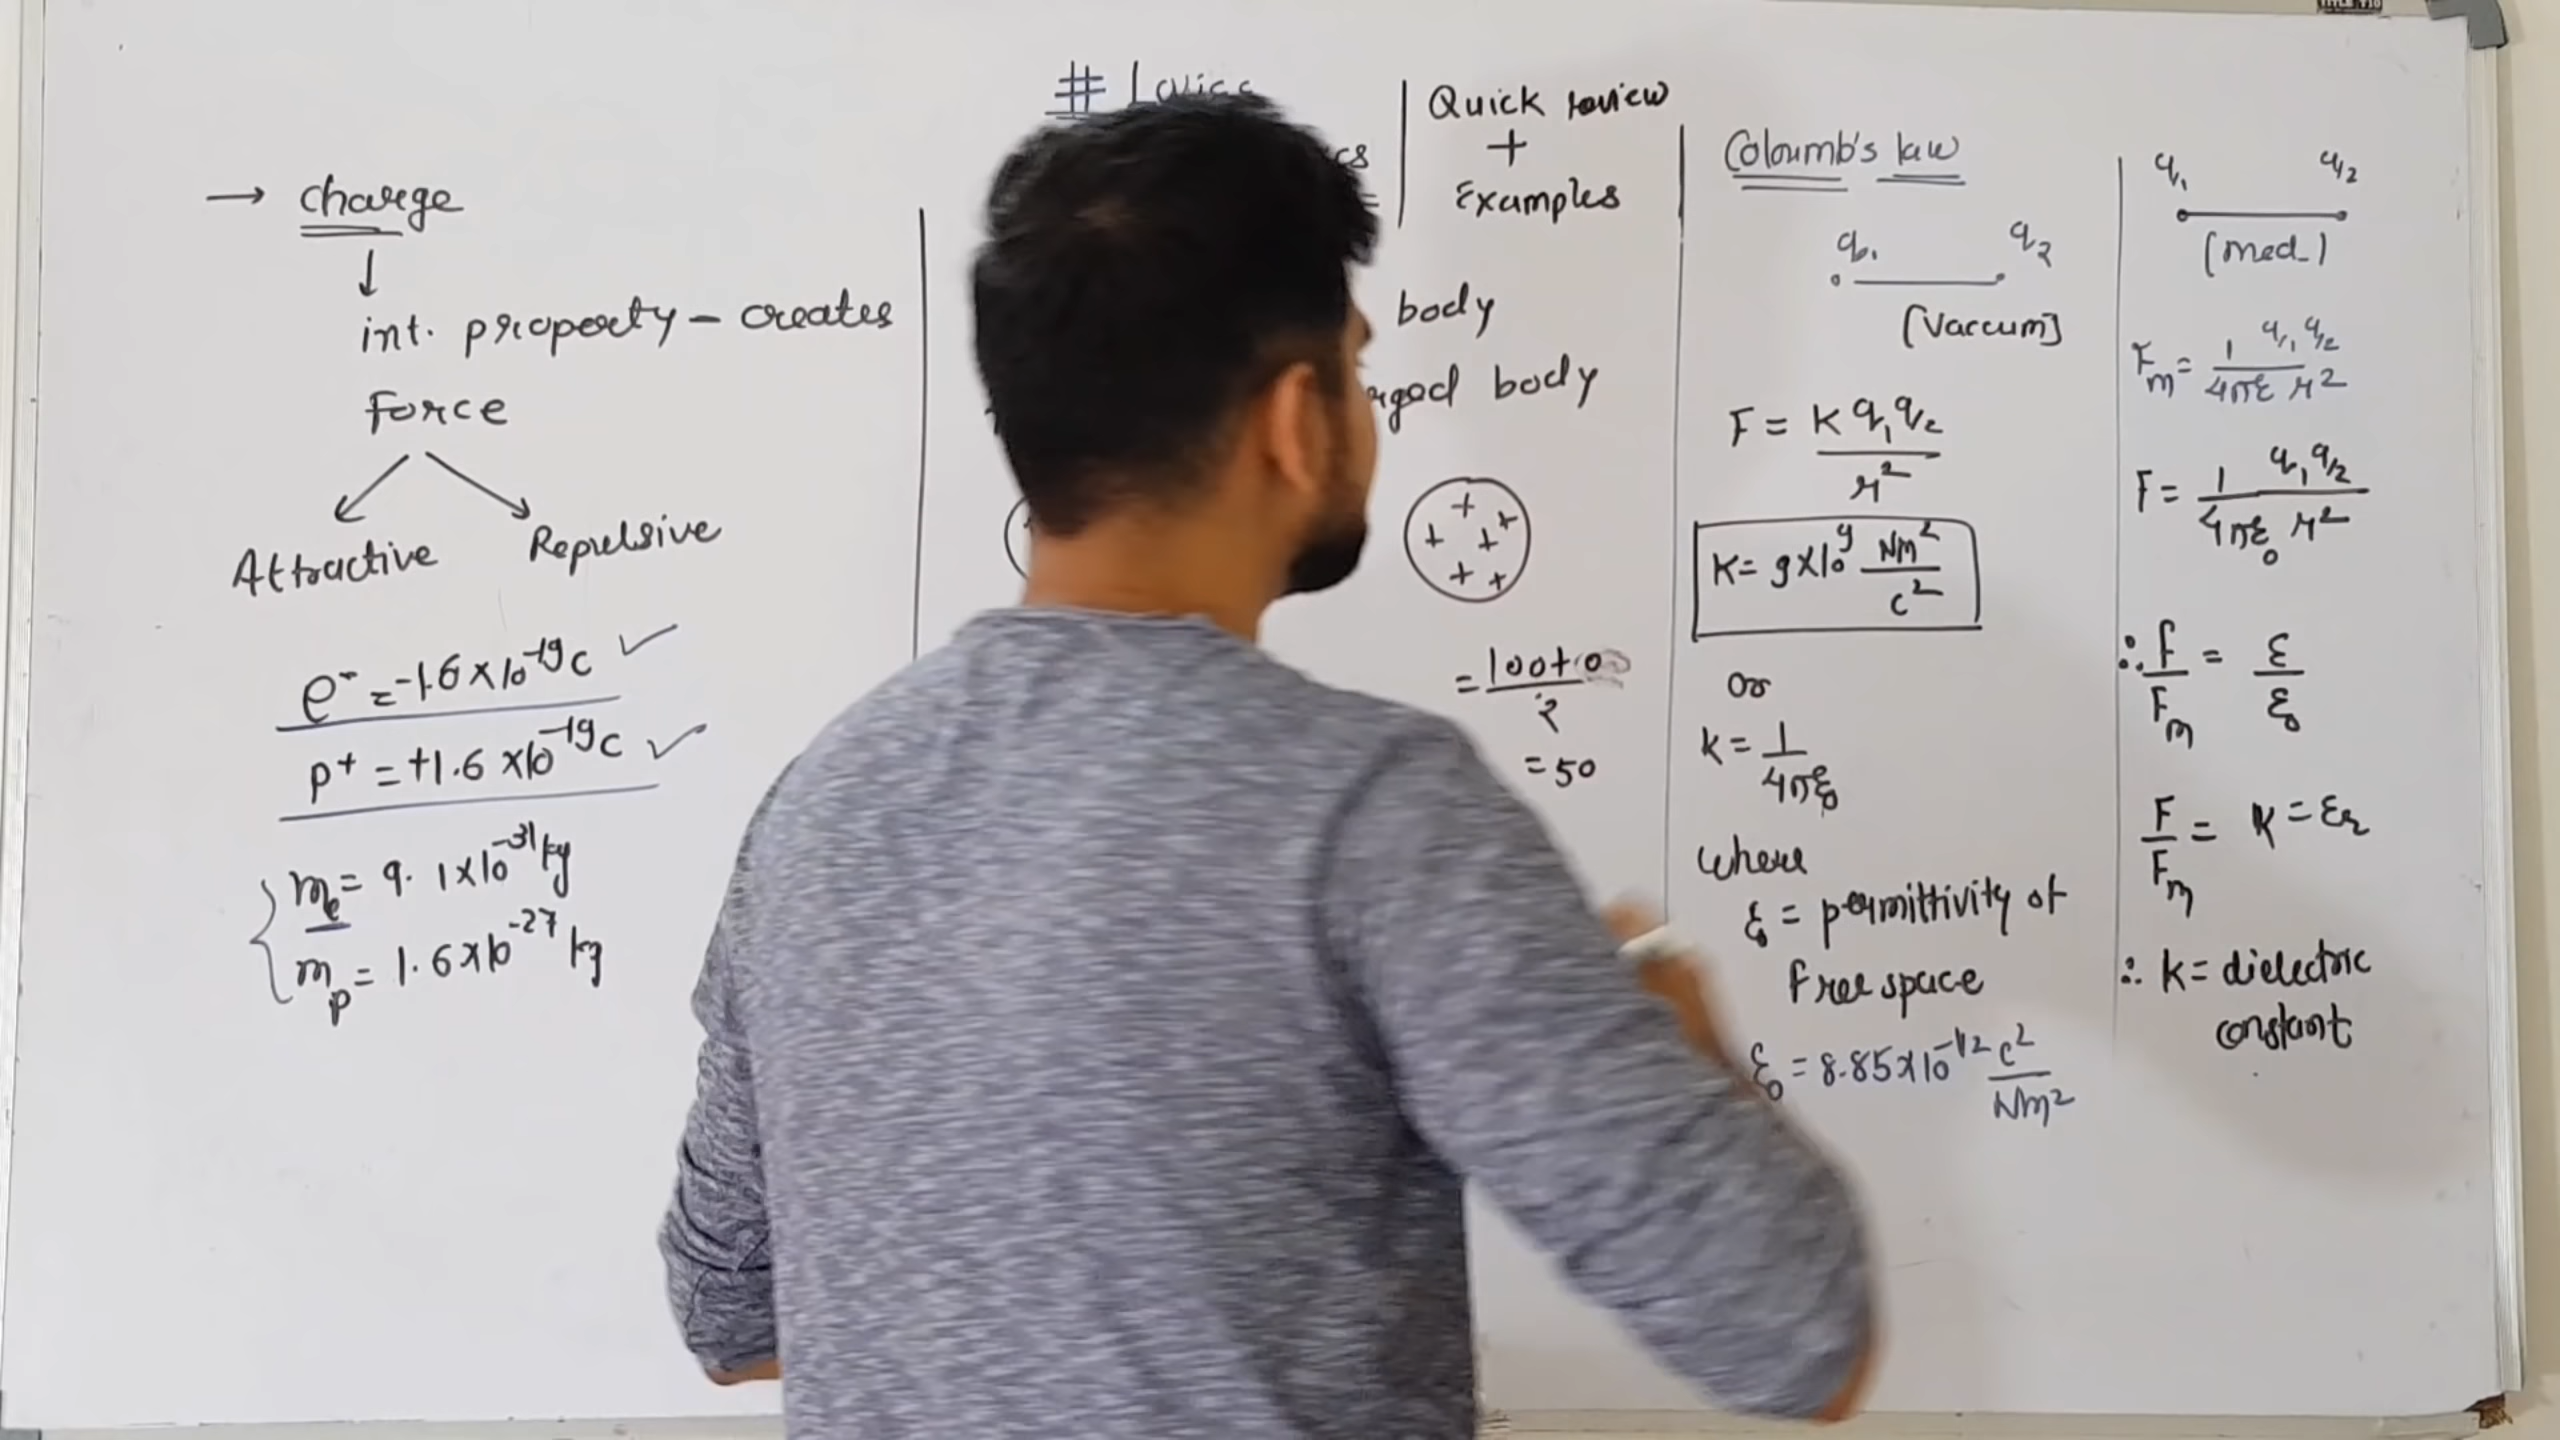 #
Quick review
+
Examples
→ charge
↓
int. property – creates
Force
Attractive Repulsive
e⁻ = -1.6 × 10⁻¹⁹ C ✓
p⁺ = +1.6 × 10⁻¹⁹ C ✓
mₑ = 9.1 × 10⁻³¹ kg
mₚ = 1.6 × 10⁻²⁷ kg
body
body
+ + + + + +
= 100+0/2
= 50
Coloumb's law
q₁ q₂
[Vaccum]
F = K q₁q₂/r²
K = 9×10⁹ Nm²/C²
or
k = 1/4πε₀
where
ε₀ = permittivity of
Free space
ε₀ = 8.85×10⁻¹² C²/Nm²
q₁ q₂
(med.)
Fm = 1 q₁q₂/4πε r²
F = 1 q₁q₂/4πε₀ r²
∴ F/Fm = ε/ε₀
F/Fm = K = εr
∴ k = dielectric
constant